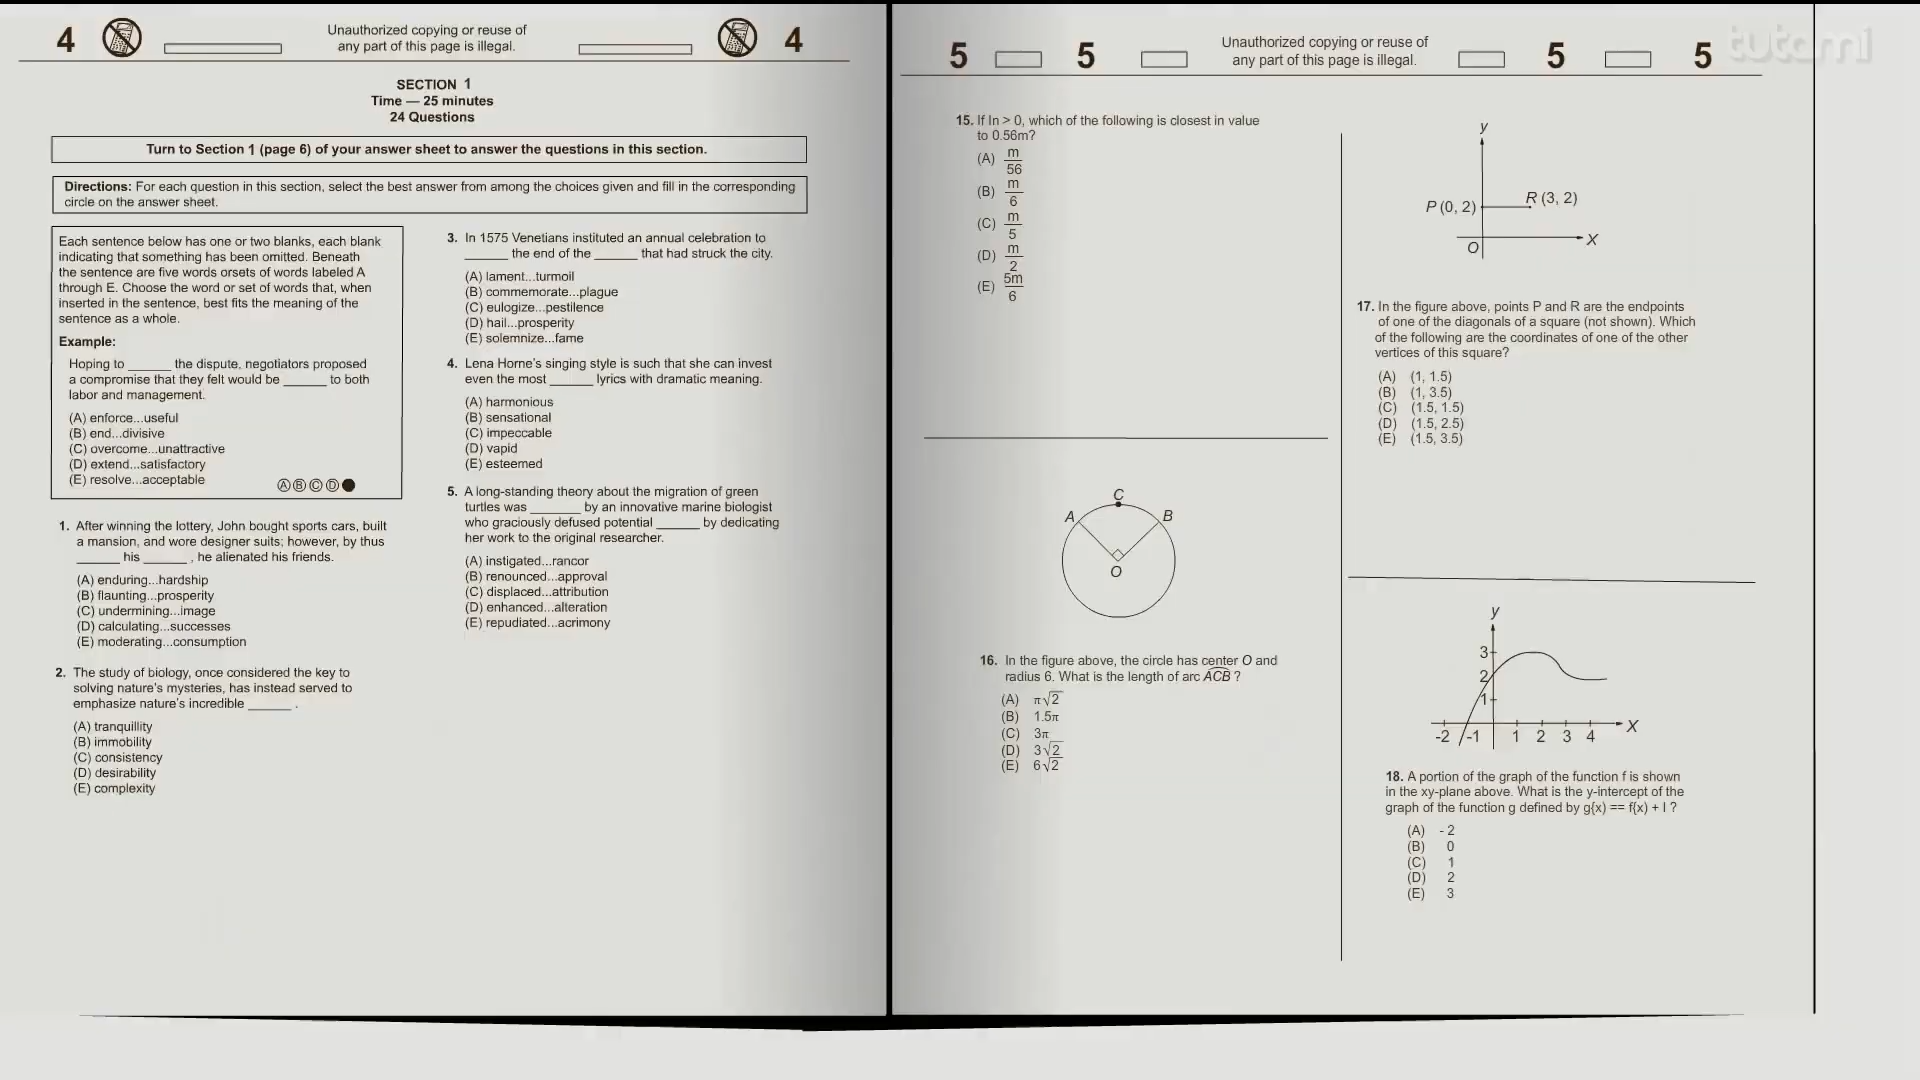 4
Unauthorized copying or reuse of
any part of this page is illegal.
4
SECTION 1
Time — 25 minutes
24 Questions
Turn to Section 1 (page 6) of your answer sheet to answer the questions in this section.
Directions: For each question in this section, select the best answer from among the choices given and fill in the corresponding
circle on the answer sheet.
Each sentence below has one or two blanks, each blank
indicating that something has been omitted. Beneath
the sentence are five words orsets of words labeled A
through E. Choose the word or set of words that, when
inserted in the sentence, best fits the meaning of the
sentence as a whole.
Example:
Hoping to ______ the dispute, negotiators proposed
a compromise that they felt would be ______ to both
labor and management.
(A) enforce...useful
(B) end...divisive
(C) overcome...unattractive
(D) extend...satisfactory
(E) resolve...acceptable
Ⓐ Ⓑ Ⓒ Ⓓ ●
1. After winning the lottery, John bought sports cars, built
a mansion, and wore designer suits; however, by thus
______ his ______ , he alienated his friends.
(A) enduring...hardship
(B) flaunting...prosperity
(C) undermining...image
(D) calculating...successes
(E) moderating...consumption
2. The study of biology, once considered the key to
solving nature's mysteries, has instead served to
emphasize nature's incredible ______ .
(A) tranquillity
(B) immobility
(C) consistency
(D) desirability
(E) complexity
3. In 1575 Venetians instituted an annual celebration to
______ the end of the ______ that had struck the city.
(A) lament...turmoil
(B) commemorate...plague
(C) eulogize...pestilence
(D) hail...prosperity
(E) solemnize...fame
4. Lena Horne's singing style is such that she can invest
even the most ______ lyrics with dramatic meaning.
(A) harmonious
(B) sensational
(C) impeccable
(D) vapid
(E) esteemed
5. A long-standing theory about the migration of green
turtles was _______ by an innovative marine biologist
who graciously defused potential ______ by dedicating
her work to the original researcher.
(A) instigated...rancor
(B) renounced...approval
(C) displaced...attribution
(D) enhanced...alteration
(E) repudiated...acrimony
5 5
Unauthorized copying or reuse of
any part of this page is illegal.
5 5
tutami
15. If In > 0, which of the following is closest in value
to 0.56m?
(A) m/56
(B) m/6
(C) m/5
(D) m/2
(E) 5m/6
C
A
B
O
16. In the figure above, the circle has center O and
radius 6. What is the length of arc ACB ?
(A) π√2
(B) 1.5π
(C) 3π
(D) 3√2
(E) 6√2
y
P (0, 2)
R (3, 2)
O
X
17. In the figure above, points P and R are the endpoints
of one of the diagonals of a square (not shown). Which
of the following are the coordinates of one of the other
vertices of this square?
(A) (1, 1.5)
(B) (1, 3.5)
(C) (1.5, 1.5)
(D) (1.5, 2.5)
(E) (1.5, 3.5)
y
3
2
1
X
-2 -1 1 2 3 4
18. A portion of the graph of the function f is shown
in the xy-plane above. What is the y-intercept of the
graph of the function g defined by g{x) == f{x) + l ?
(A) - 2
(B) 0
(C) 1
(D) 2
(E) 3